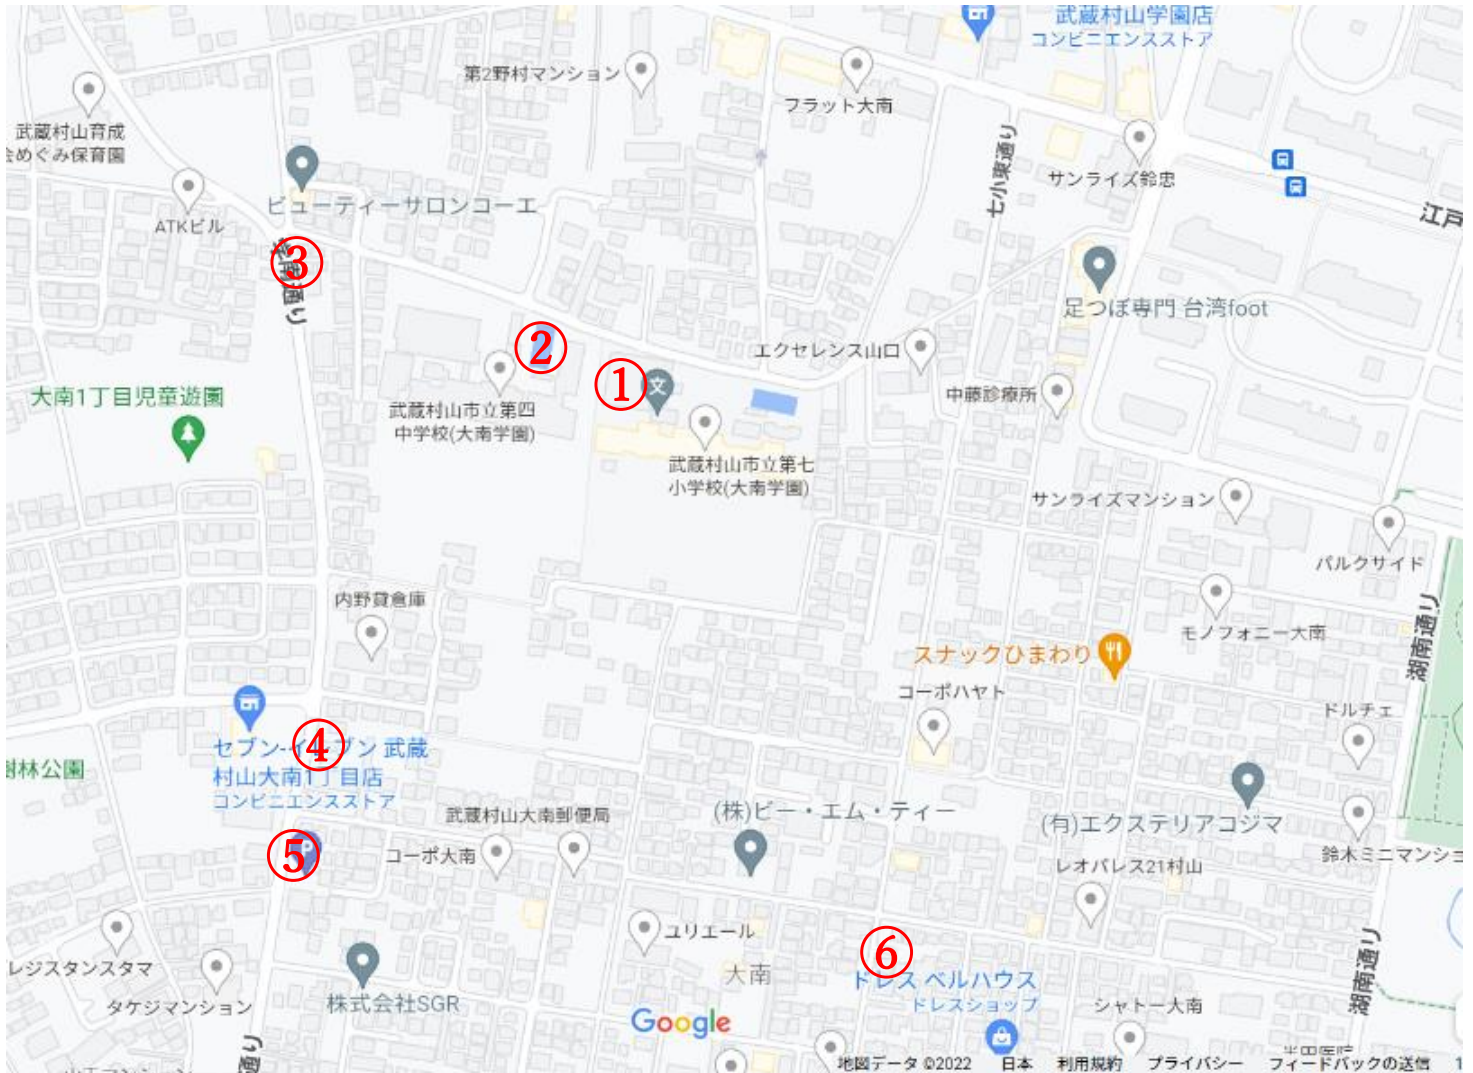 武蔵村山学園店
コンビニエンスストア
第2野村マンション
フラット大南
武蔵村山育成
会めぐみ保育園
七小東通り
サンライズ鈴忠
ビューティーサロンコーエ
ATKビル
江戸
③
南通り
足つぼ専門 台湾foot
②
エクセレンス山口
①
文
大南1丁目児童遊園
武蔵村山市立第四
中学校(大南学園)
中藤診療所
武蔵村山市立第七
小学校(大南学園)
サンライズマンション
パルクサイド
内野貸倉庫
湖南通り
モノフォニー大南
スナックひまわり
コーポハヤト
ドルチェ
④
セブン-イレブン 武蔵
村山大南1丁目店
コンビニエンスストア
樹林公園
武蔵村山大南郵便局
(株)ビー・エム・ティー
(有)エクステリアコジマ
⑤
コーポ大南
鈴木ミニマンショ
レオパレス21村山
ユリエール
⑥
レジスタンスタマ
大南
ドレス ベルハウス
ドレスショップ
湖南通り
タケジマンション
株式会社SGR
シャトー大南
Google
通り
地図データ ©2022 日本 利用規約 プライバシー フィードバックの送信